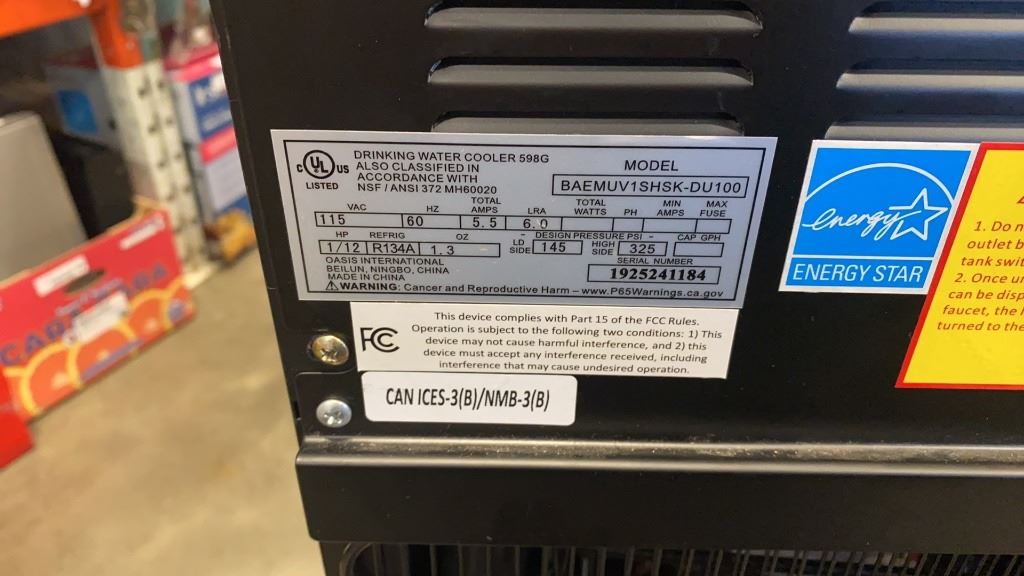 c UL us
LISTED
DRINKING WATER COOLER 598G
ALSO CLASSIFIED IN
ACCORDANCE WITH
NSF / ANSI 372 MH60020
MODEL
BAEMUV1SHSK-DU100
VAC HZ TOTAL AMPS LRA TOTAL WATTS PH MIN AMPS MAX FUSE
115 60 5.5 6.0
HP REFRIG OZ DESIGN PRESSURE PSI - CAP GPH
1/12 R134A 1.3 LD SIDE 145 HIGH SIDE 325
OASIS INTERNATIONAL
BEILUN, NINGBO, CHINA
MADE IN CHINA
SERIAL NUMBER
1925241184
WARNING: Cancer and Reproductive Harm – www.P65Warnings.ca.gov
FC
This device complies with Part 15 of the FCC Rules.
Operation is subject to the following two conditions: 1) This
device may not cause harmful interference, and 2) this
device must accept any interference received, including
interference that may cause undesired operation.
CAN ICES-3(B)/NMB-3(B)
energy
ENERGY STAR
1. Do n
outlet b
tank swit
2. Once u
can be disp
faucet, the
turned to the
CARA CARA